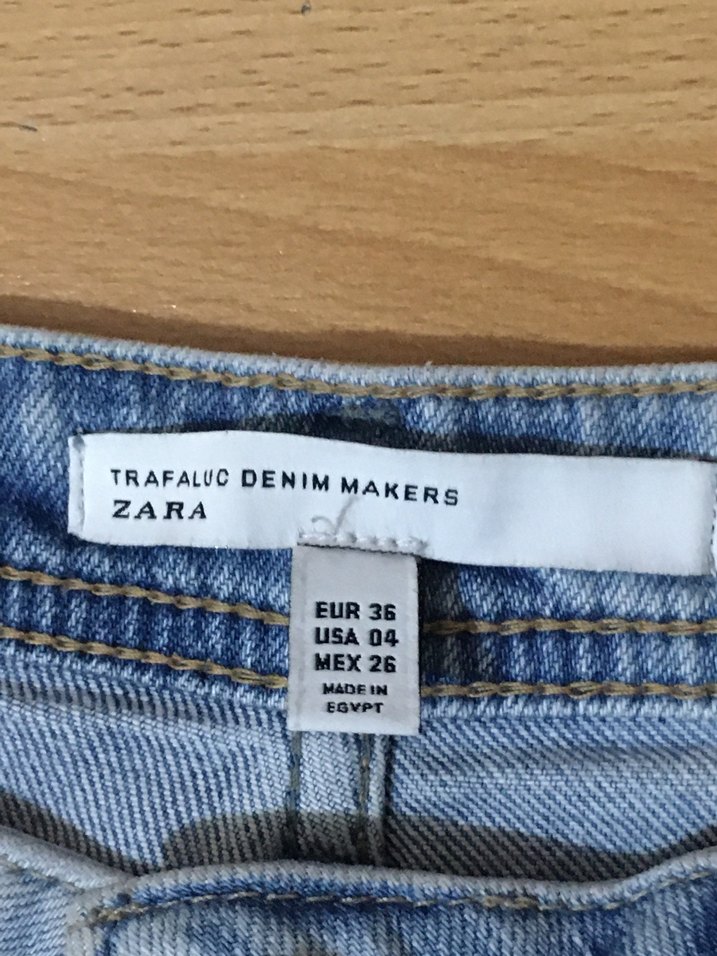 TRAFALUC DENIM MAKERS
ZARA
EUR 36
USA 04
MEX 26
MADE IN
EGYPT